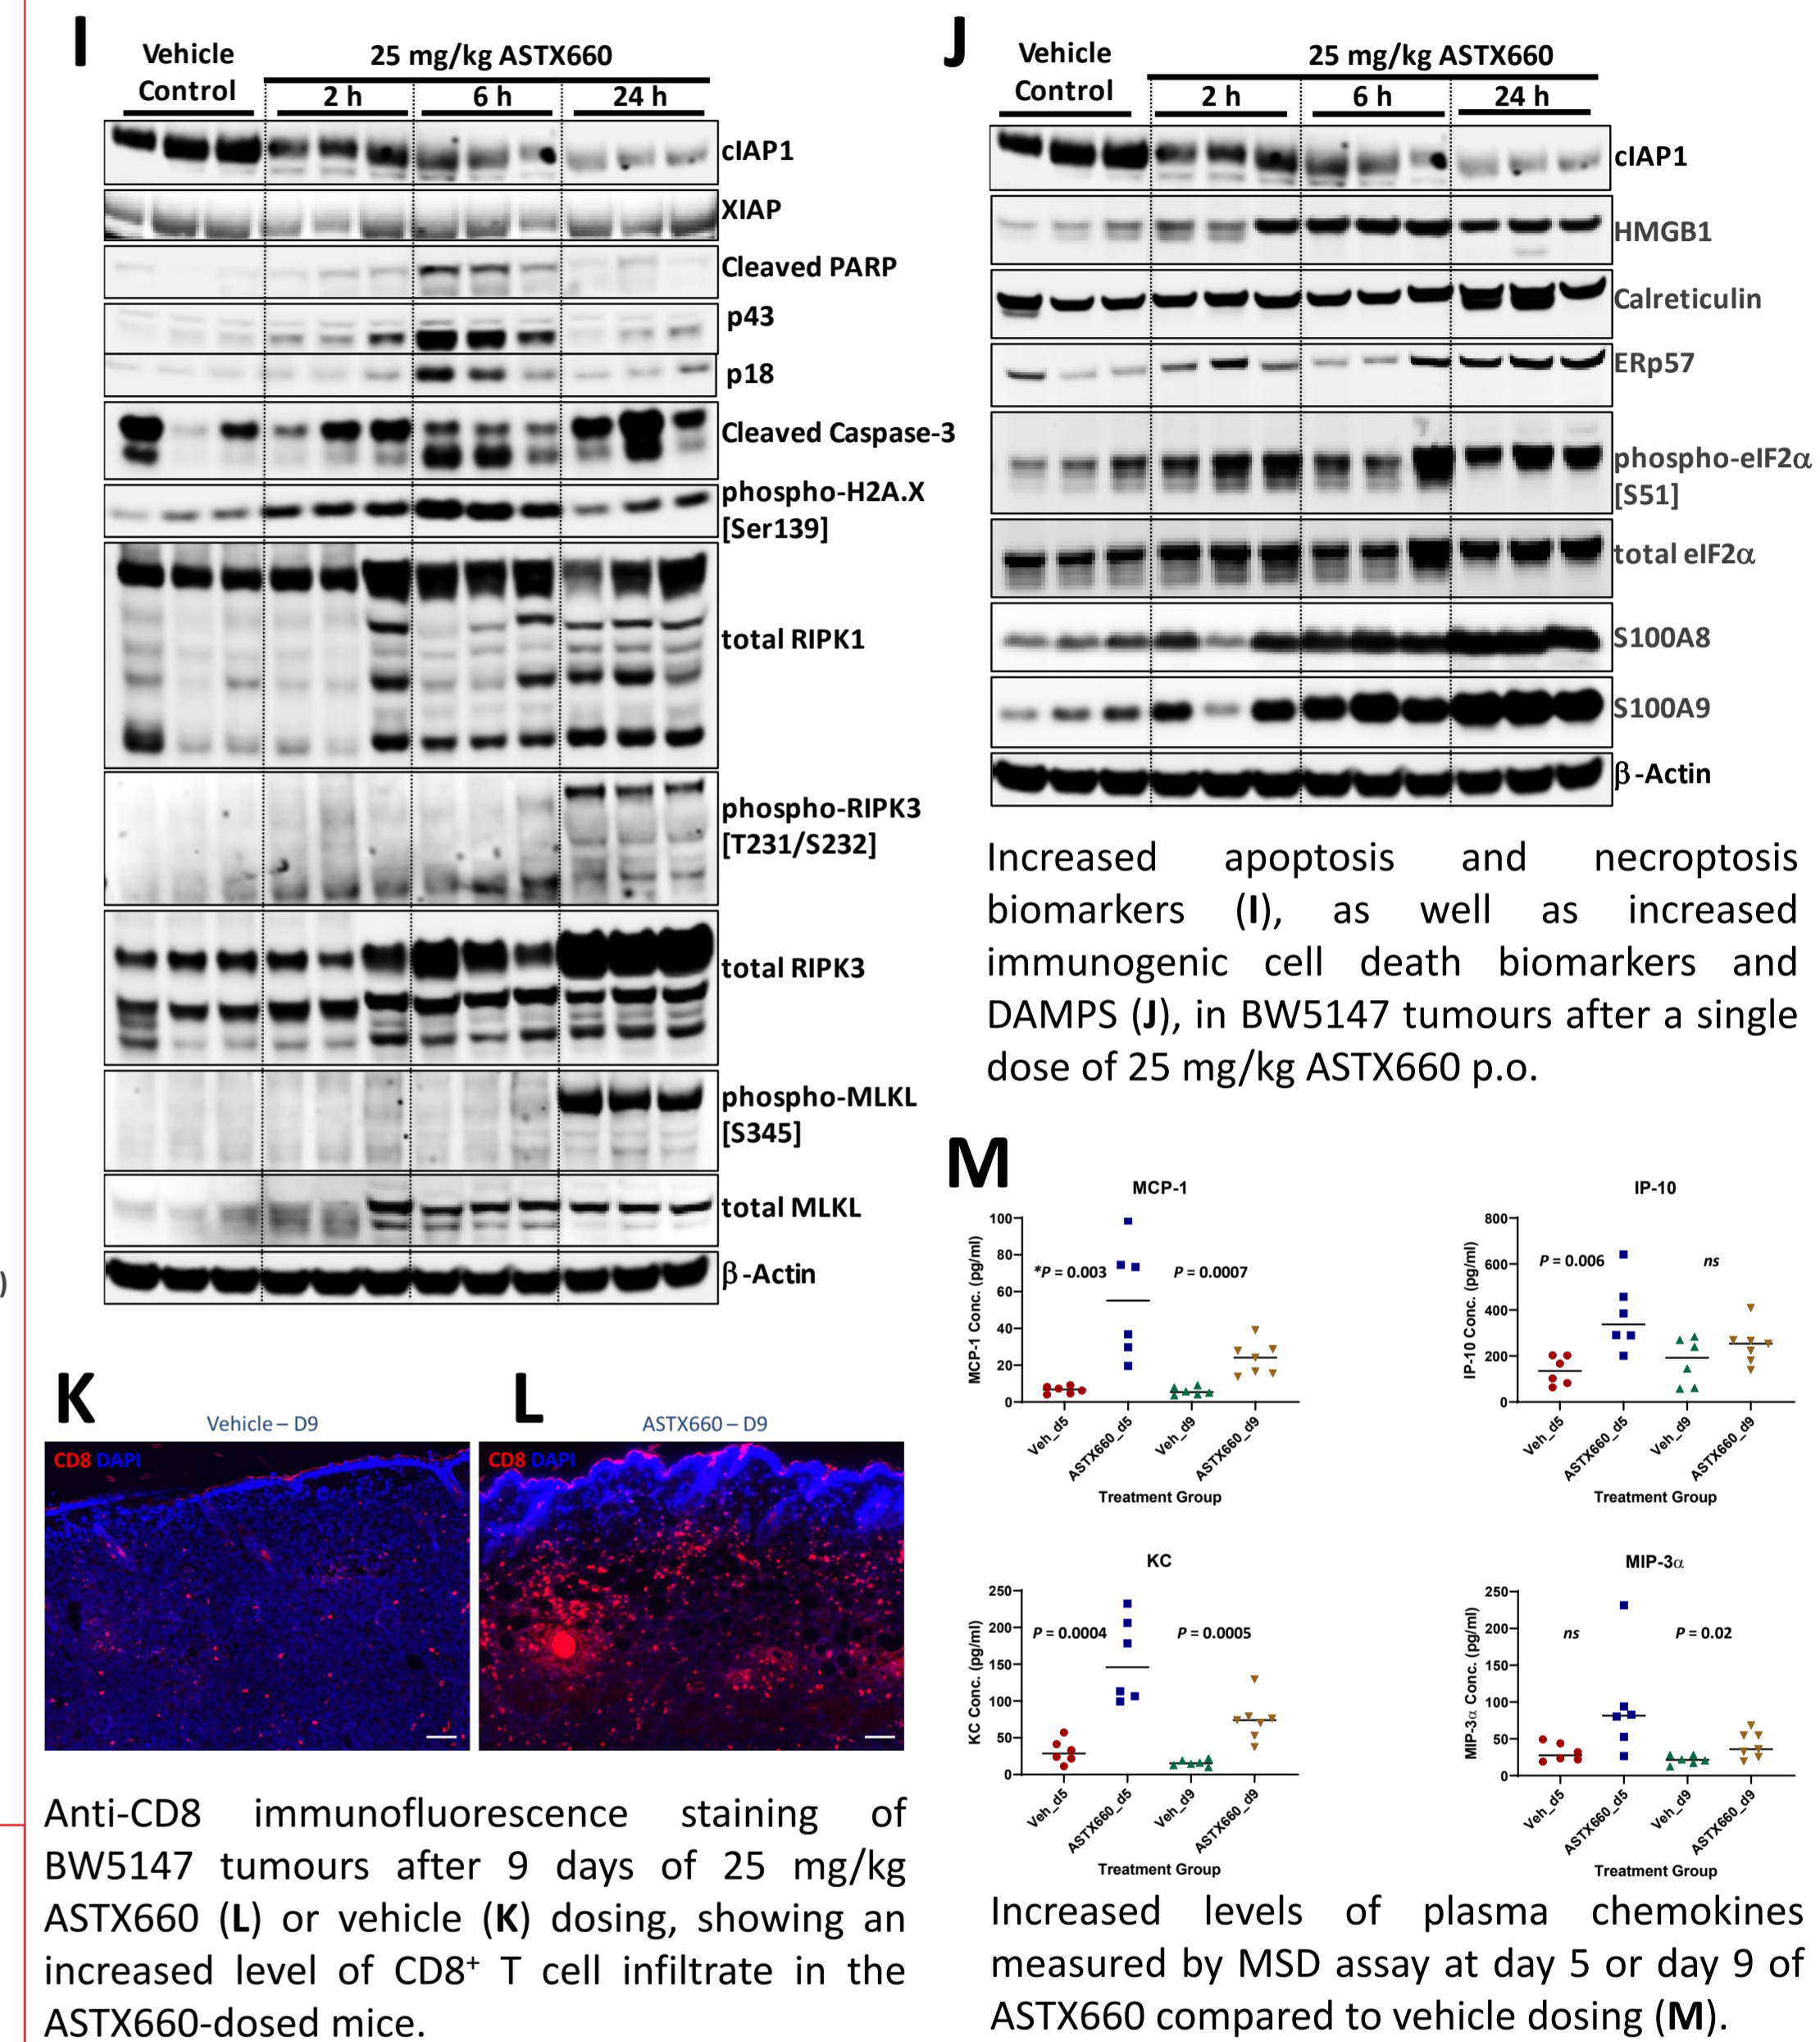 I
Vehicle
Control
25 mg/kg ASTX660
2 h
6 h
24 h
cIAP1
XIAP
Cleaved PARP
p43
p18
Cleaved Caspase-3
phospho-H2A.X
[Ser139]
total RIPK1
phospho-RIPK3
[T231/S232]
total RIPK3
phospho-MLKL
[S345]
total MLKL
β-Actin
)
J
Vehicle
Control
25 mg/kg ASTX660
2 h
6 h
24 h
cIAP1
HMGB1
Calreticulin
ERp57
phospho-eIF2α
[S51]
total eIF2α
S100A8
S100A9
β-Actin
Increased apoptosis and necroptosis
biomarkers (I), as well as increased
immunogenic cell death biomarkers and
DAMPS (J), in BW5147 tumours after a single
dose of 25 mg/kg ASTX660 p.o.
K
Vehicle – D9
CD8 DAPI
L
ASTX660 – D9
CD8 DAPI
Anti-CD8 immunofluorescence staining of
BW5147 tumours after 9 days of 25 mg/kg
ASTX660 (L) or vehicle (K) dosing, showing an
increased level of CD8⁺ T cell infiltrate in the
ASTX660-dosed mice.
M
MCP-1
MCP-1 Conc. (pg/ml)
100
80
60
40
20
0
*P = 0.003
P = 0.0007
Veh_d5
ASTX660_d5
Veh_d9
ASTX660_d9
Treatment Group
IP-10
IP-10 Conc. (pg/ml)
800
600
400
200
0
P = 0.006
ns
Veh_d5
ASTX660_d5
Veh_d9
ASTX660_d9
Treatment Group
KC
KC Conc. (pg/ml)
250
200
150
100
50
0
P = 0.0004
P = 0.0005
Veh_d5
ASTX660_d5
Veh_d9
ASTX660_d9
Treatment Group
MIP-3α
MIP-3α Conc. (pg/ml)
250
200
150
100
50
0
ns
P = 0.02
Veh_d5
ASTX660_d5
Veh_d9
ASTX660_d9
Treatment Group
Increased levels of plasma chemokines
measured by MSD assay at day 5 or day 9 of
ASTX660 compared to vehicle dosing (M).